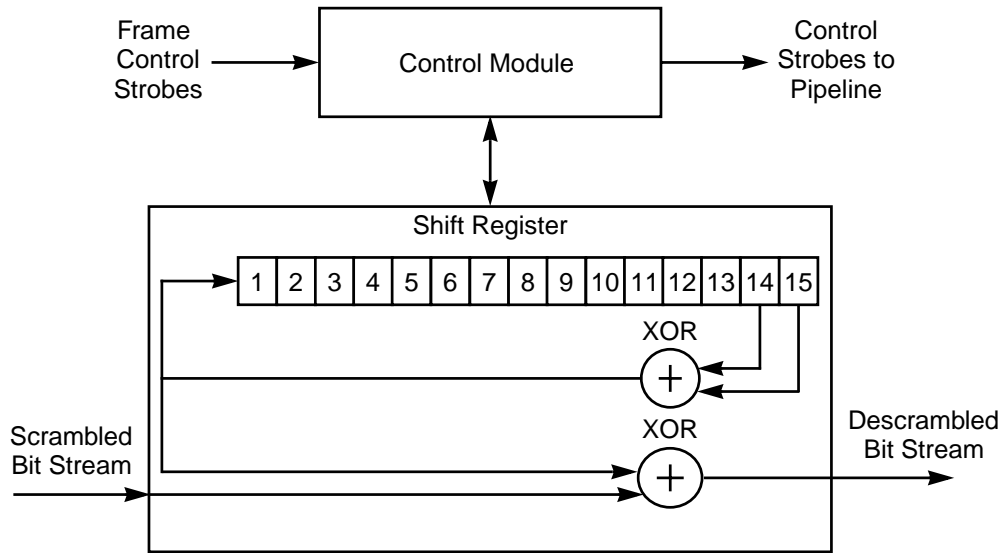 Frame
Control
Strobes
Control Module
Control
Strobes to
Pipeline
Shift Register
1 2 3 4 5 6 7 8 9 10 11 12 13 14 15
XOR
+
XOR
+
Scrambled
Bit Stream
Descrambled
Bit Stream